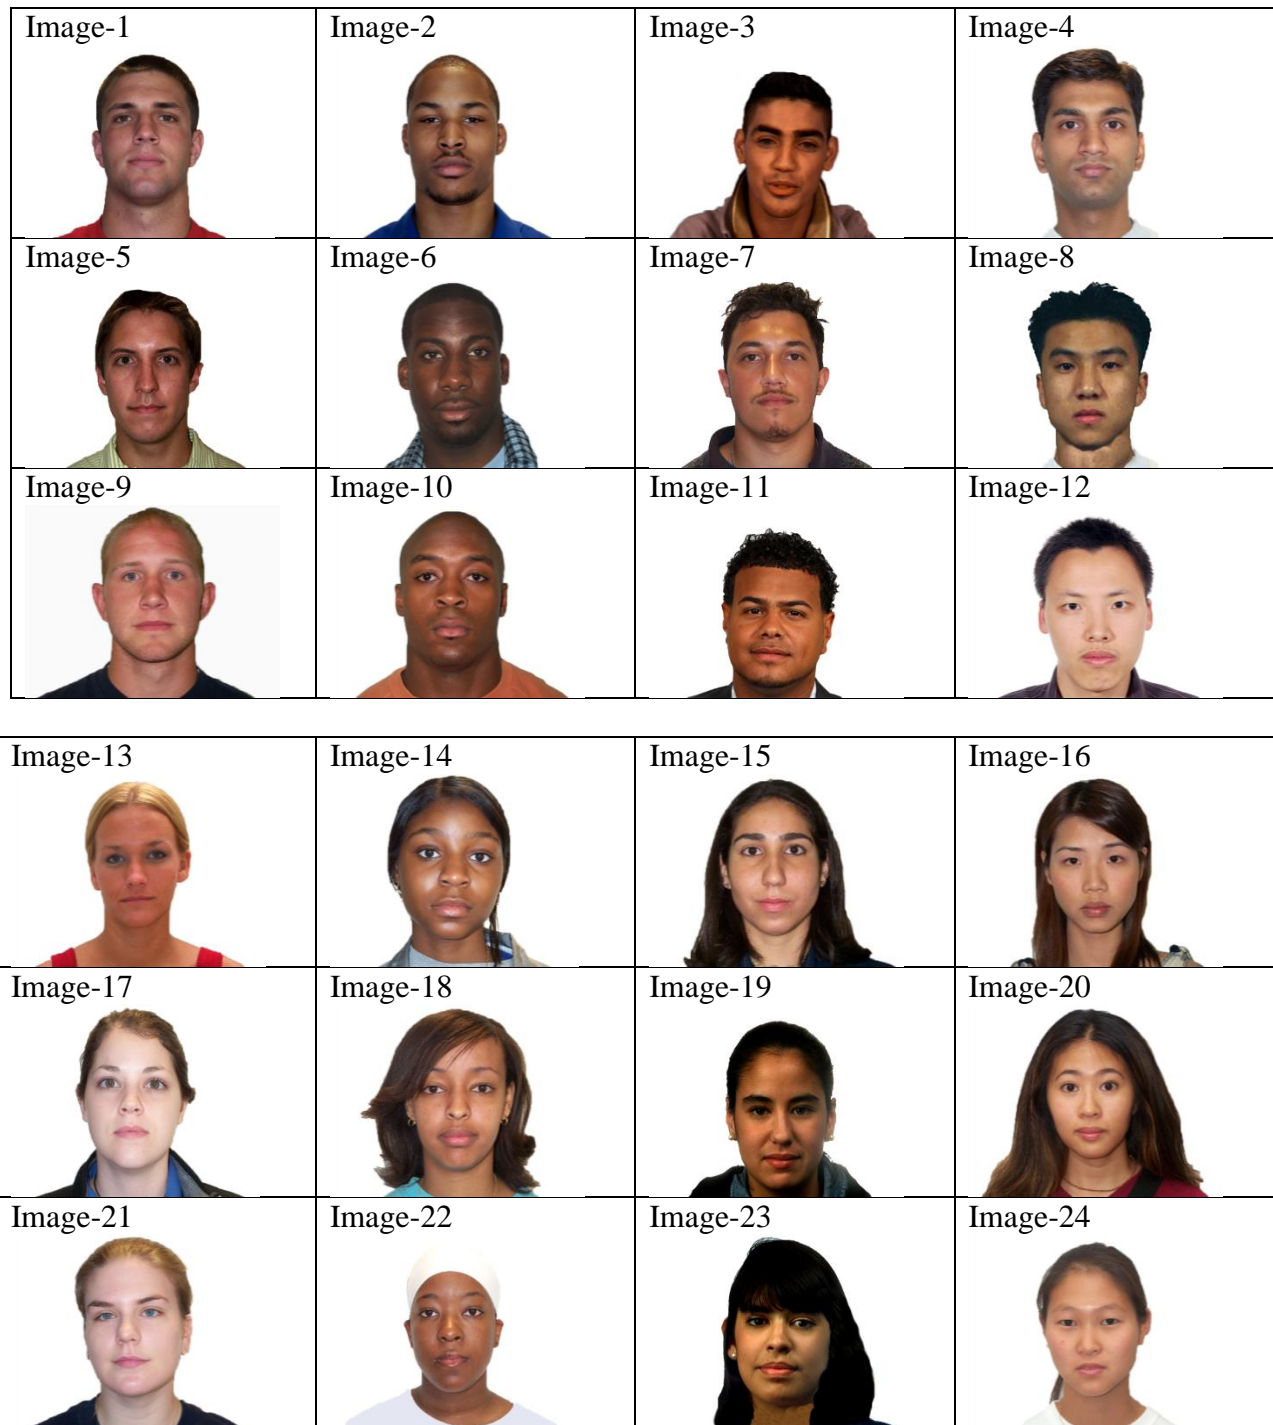 Image-1 Image-2 Image-3 Image-4
Image-5 Image-6 Image-7 Image-8
Image-9 Image-10 Image-11 Image-12
Image-13 Image-14 Image-15 Image-16
Image-17 Image-18 Image-19 Image-20
Image-21 Image-22 Image-23 Image-24